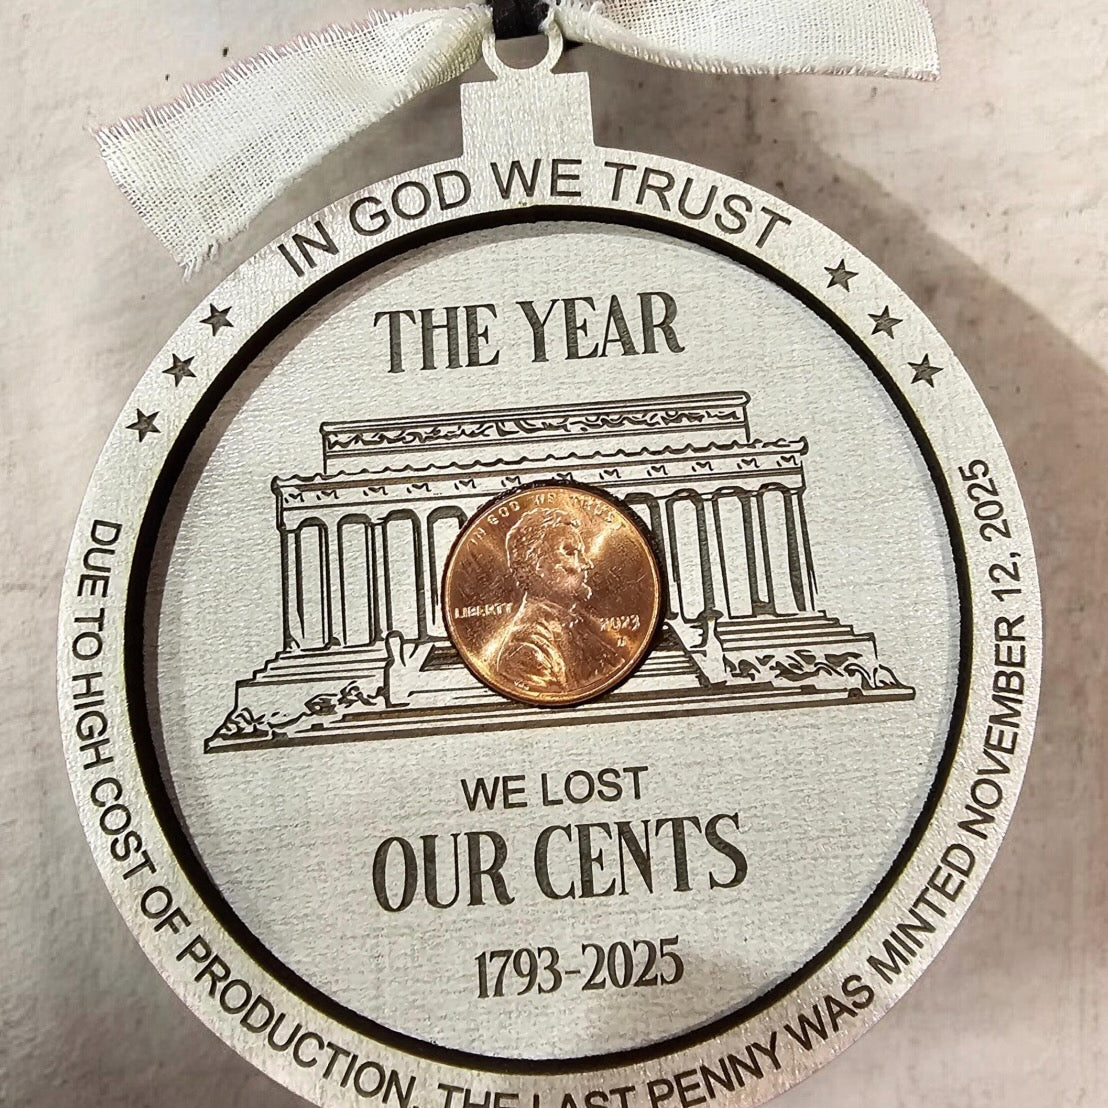 IN GOD WE TRUST
THE YEAR
IN GOD WE TRUST
LIBERTY
2023
WE LOST
OUR CENTS
1793-2025
DUE TO HIGH COST OF PRODUCTION, THE LAST PENNY WAS MINTED NOVEMBER 12, 2025